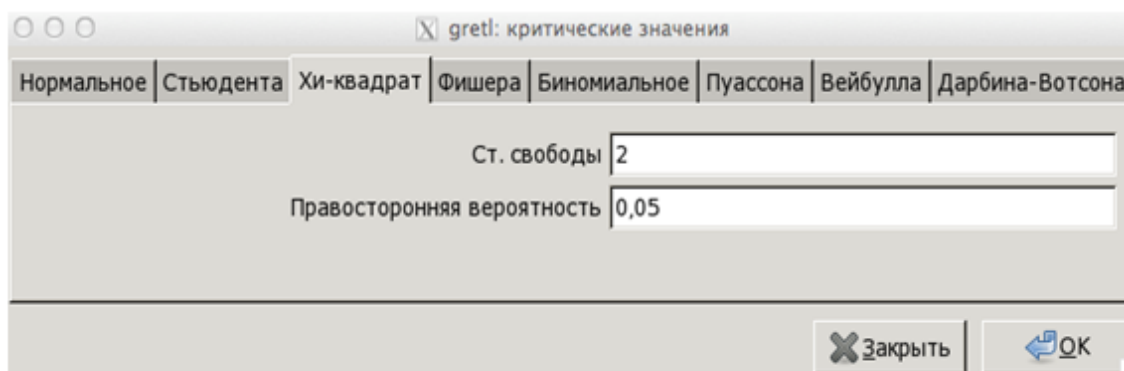 gretl: критические значения
Нормальное Стьюдента Хи-квадрат Фишера Биномиальное Пуассона Вейбулла Дарбина-Вотсона
Ст. свободы 2
Правосторонняя вероятность 0,05
Закрыть OK